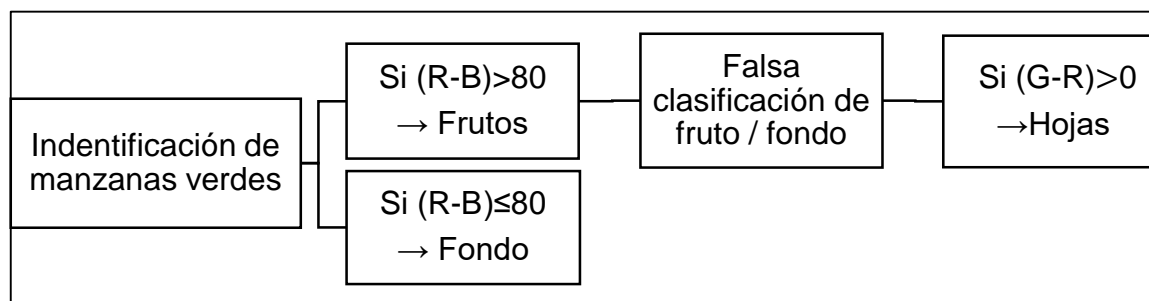 Indentificación de
manzanas verdes
Si (R-B)>80
→ Frutos
Si (R-B)≤80
→ Fondo
Falsa
clasificación de
fruto / fondo
Si (G-R)>0
→Hojas